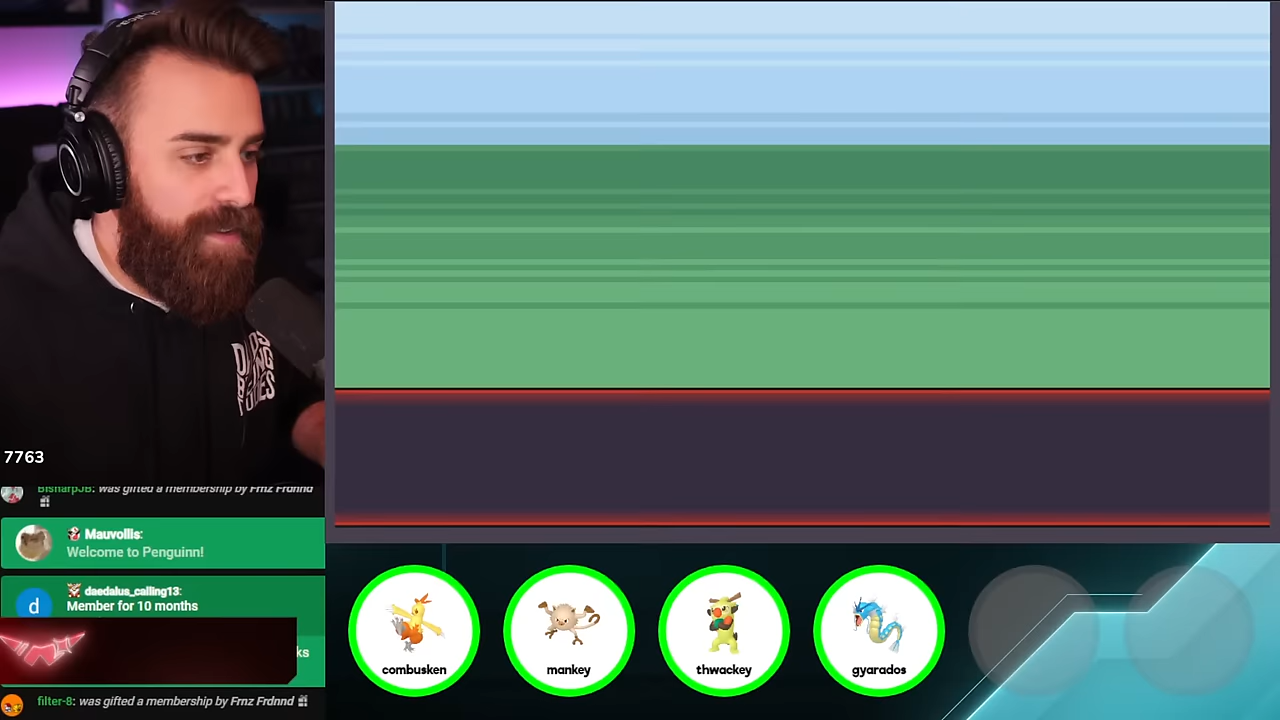 7763
BisharpJB: was gifted a membership by Frnz Frdnnd
Mauvollis:
Welcome to Penguinn!
d
daedalus_calling13:
Member for 10 months
ks
filter-8: was gifted a membership by Frnz Frdnnd
combusken
mankey
thwackey
gyarados